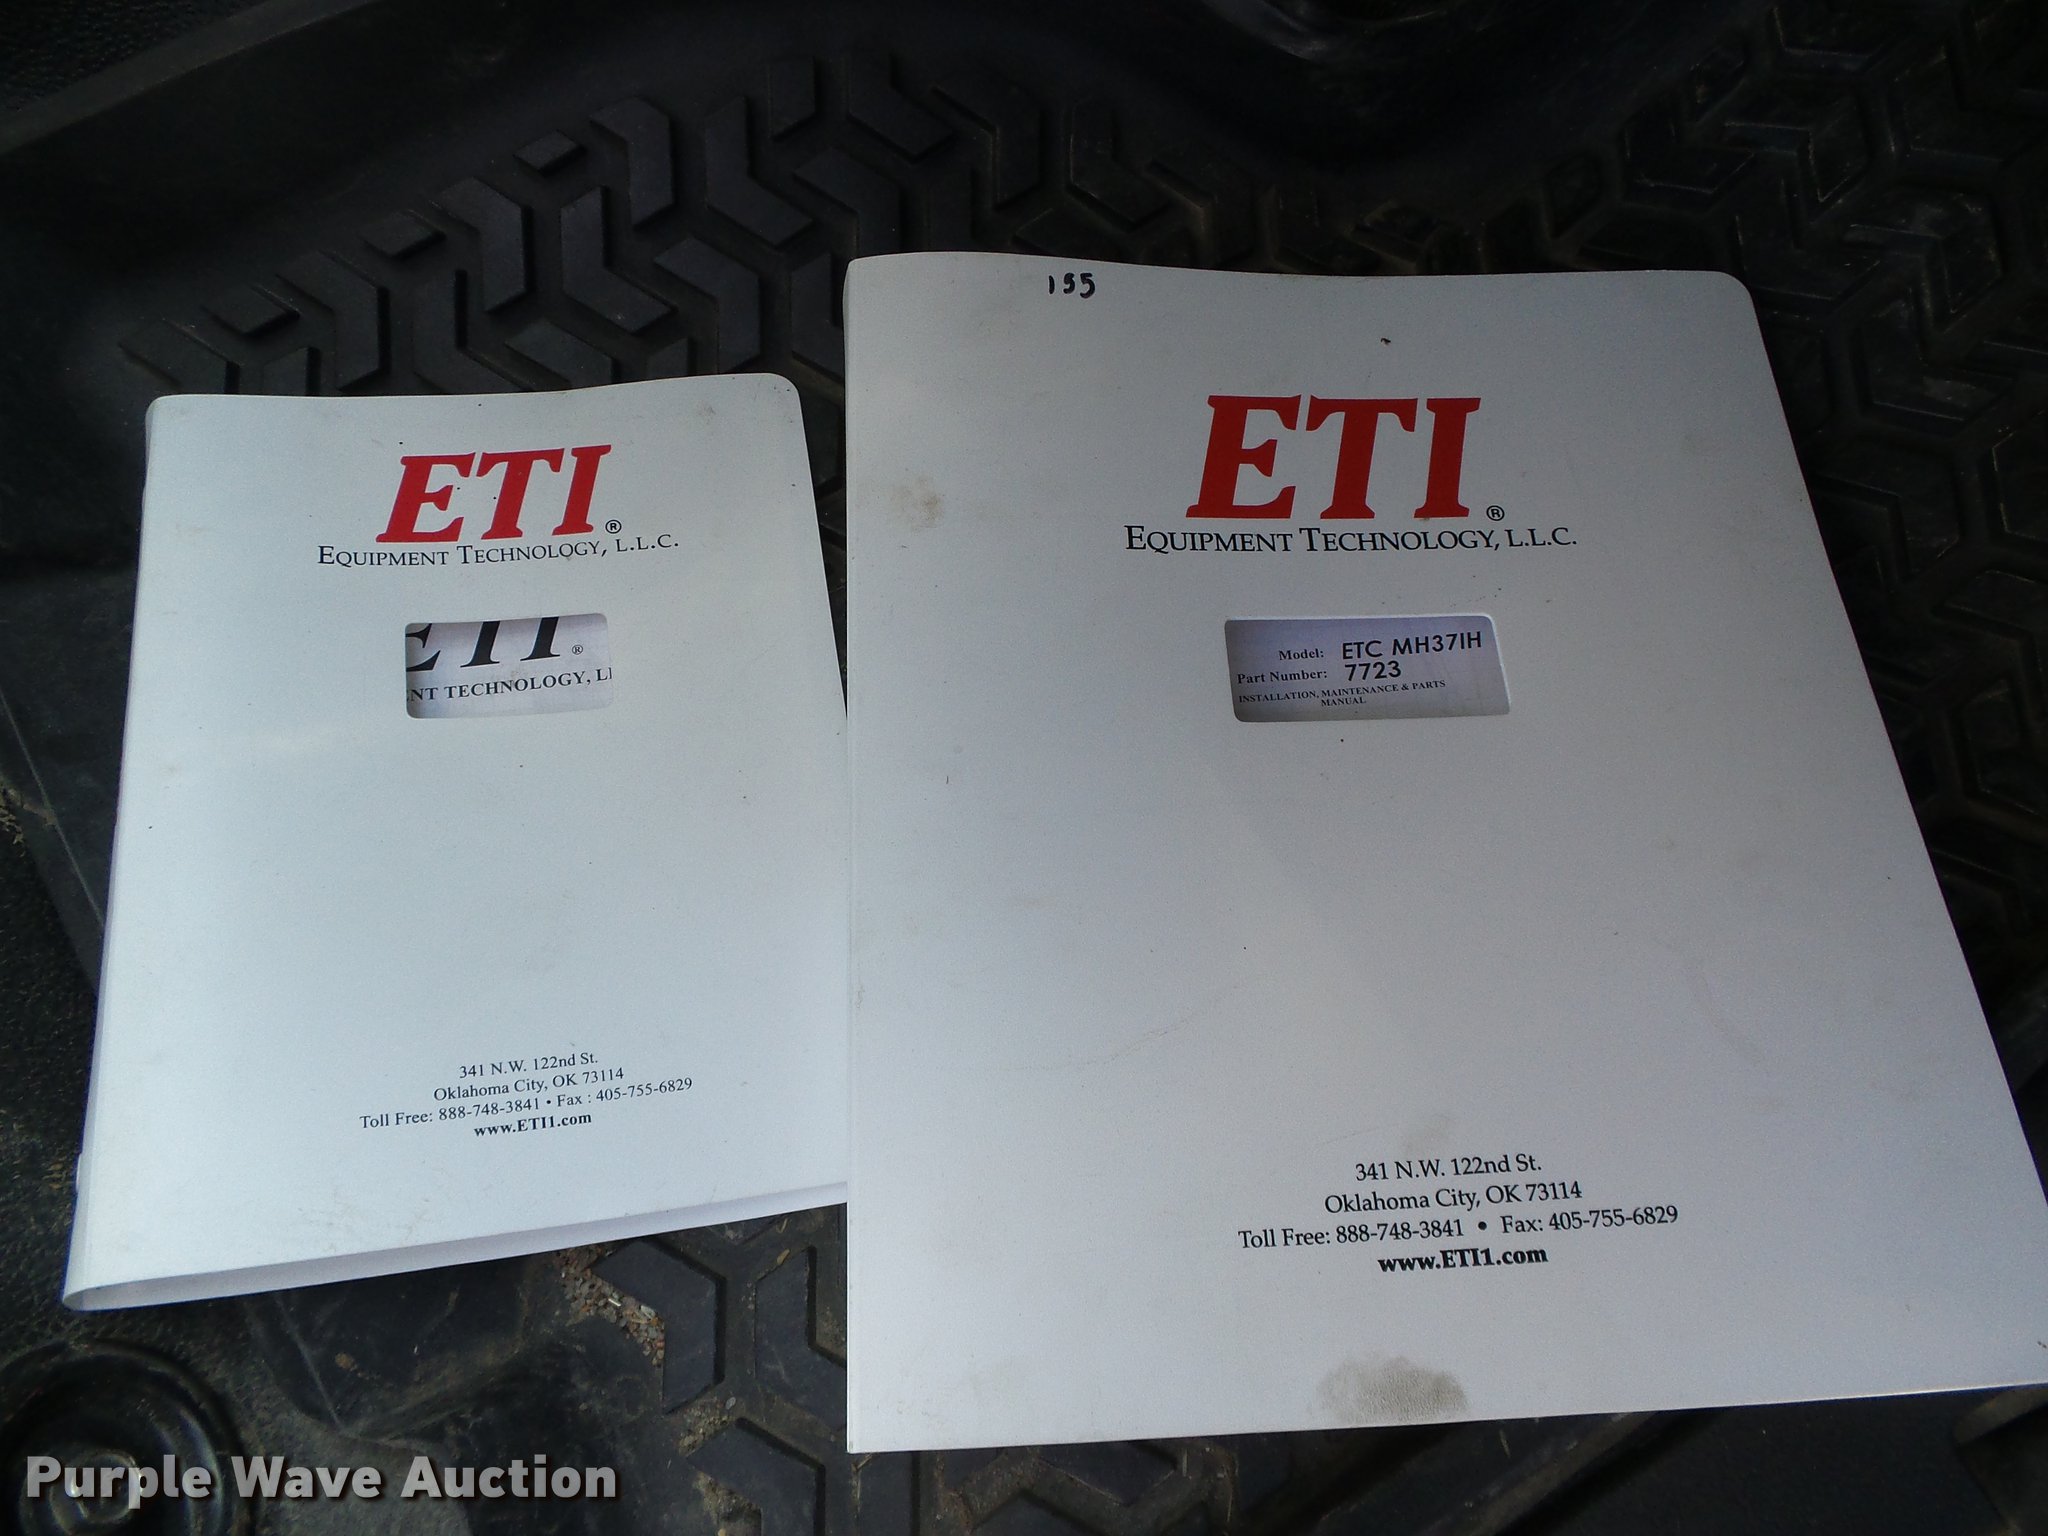 ETI®
EQUIPMENT TECHNOLOGY, L.L.C.
ETI®
NT TECHNOLOGY, LL
341 N.W. 122nd St.
Oklahoma City, OK 73114
Toll Free: 888-748-3841 • Fax : 405-755-6829
www.ETI1.com
155
ETI®
EQUIPMENT TECHNOLOGY, L.L.C.
Model: ETC MH37IH
Part Number: 7723
INSTALLATION, MAINTENANCE & PARTS
MANUAL
341 N.W. 122nd St.
Oklahoma City, OK 73114
Toll Free: 888-748-3841 • Fax: 405-755-6829
www.ETI1.com
Purple Wave Auction